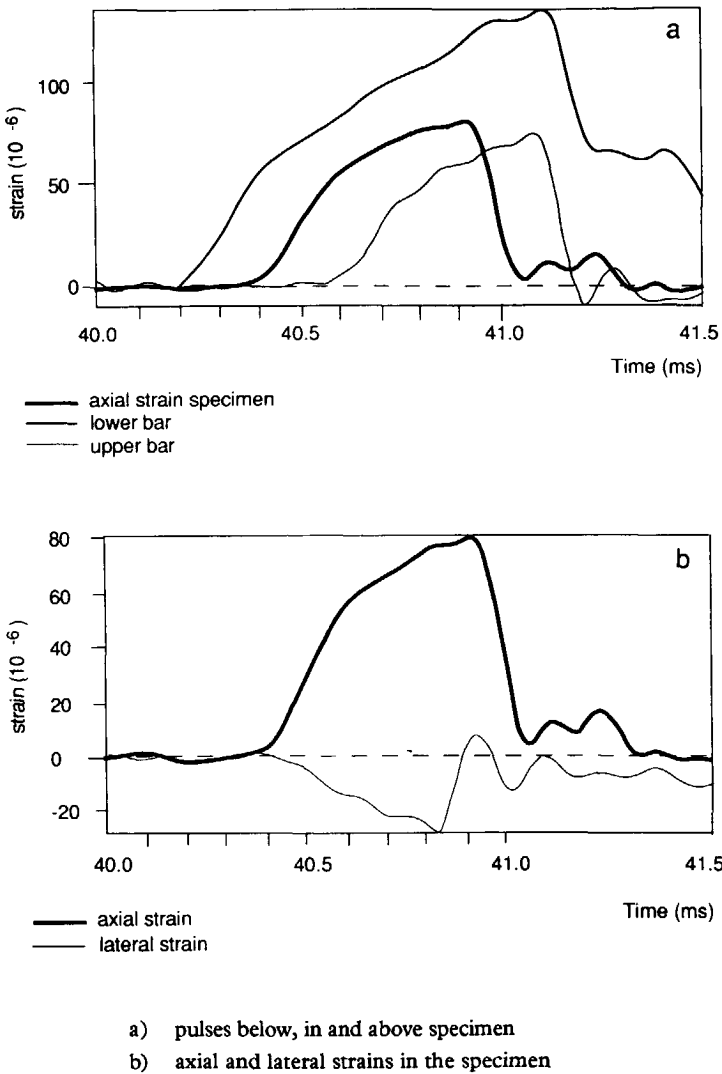 a
100
50
0
strain (10 -6)
40.0 40.5 41.0 41.5
Time (ms)
axial strain specimen
lower bar
upper bar
b
80
60
40
20
0
-20
strain (10 -6)
40.0 40.5 41.0 41.5
Time (ms)
axial strain
lateral strain
a) pulses below, in and above specimen
b) axial and lateral strains in the specimen